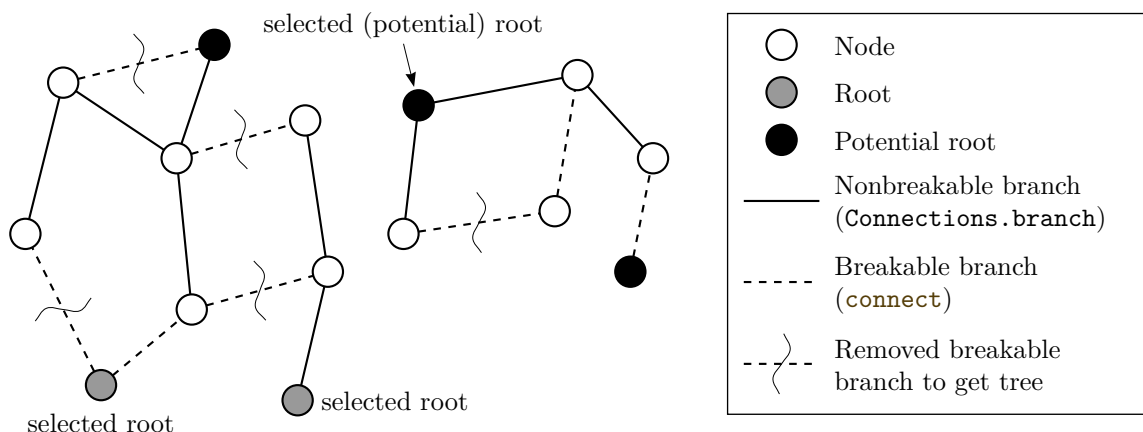 selected (potential) root
selected root
selected root
Node
Root
Potential root
Nonbreakable branch
(Connections.branch)
Breakable branch
(connect)
Removed breakable
branch to get tree